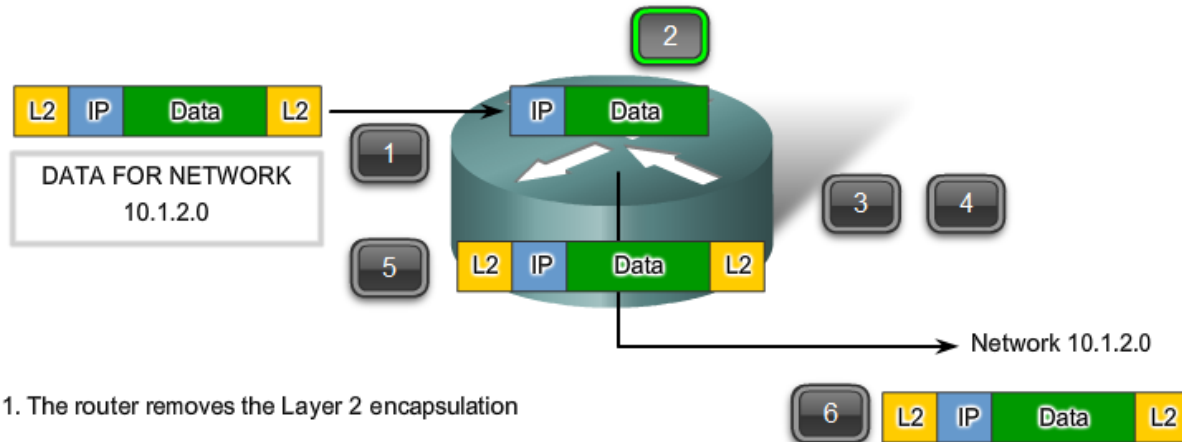 2
L2 IP Data L2
IP Data
1
DATA FOR NETWORK
10.1.2.0
3 4
5
L2 IP Data L2
Network 10.1.2.0
1. The router removes the Layer 2 encapsulation
6
L2 IP Data L2